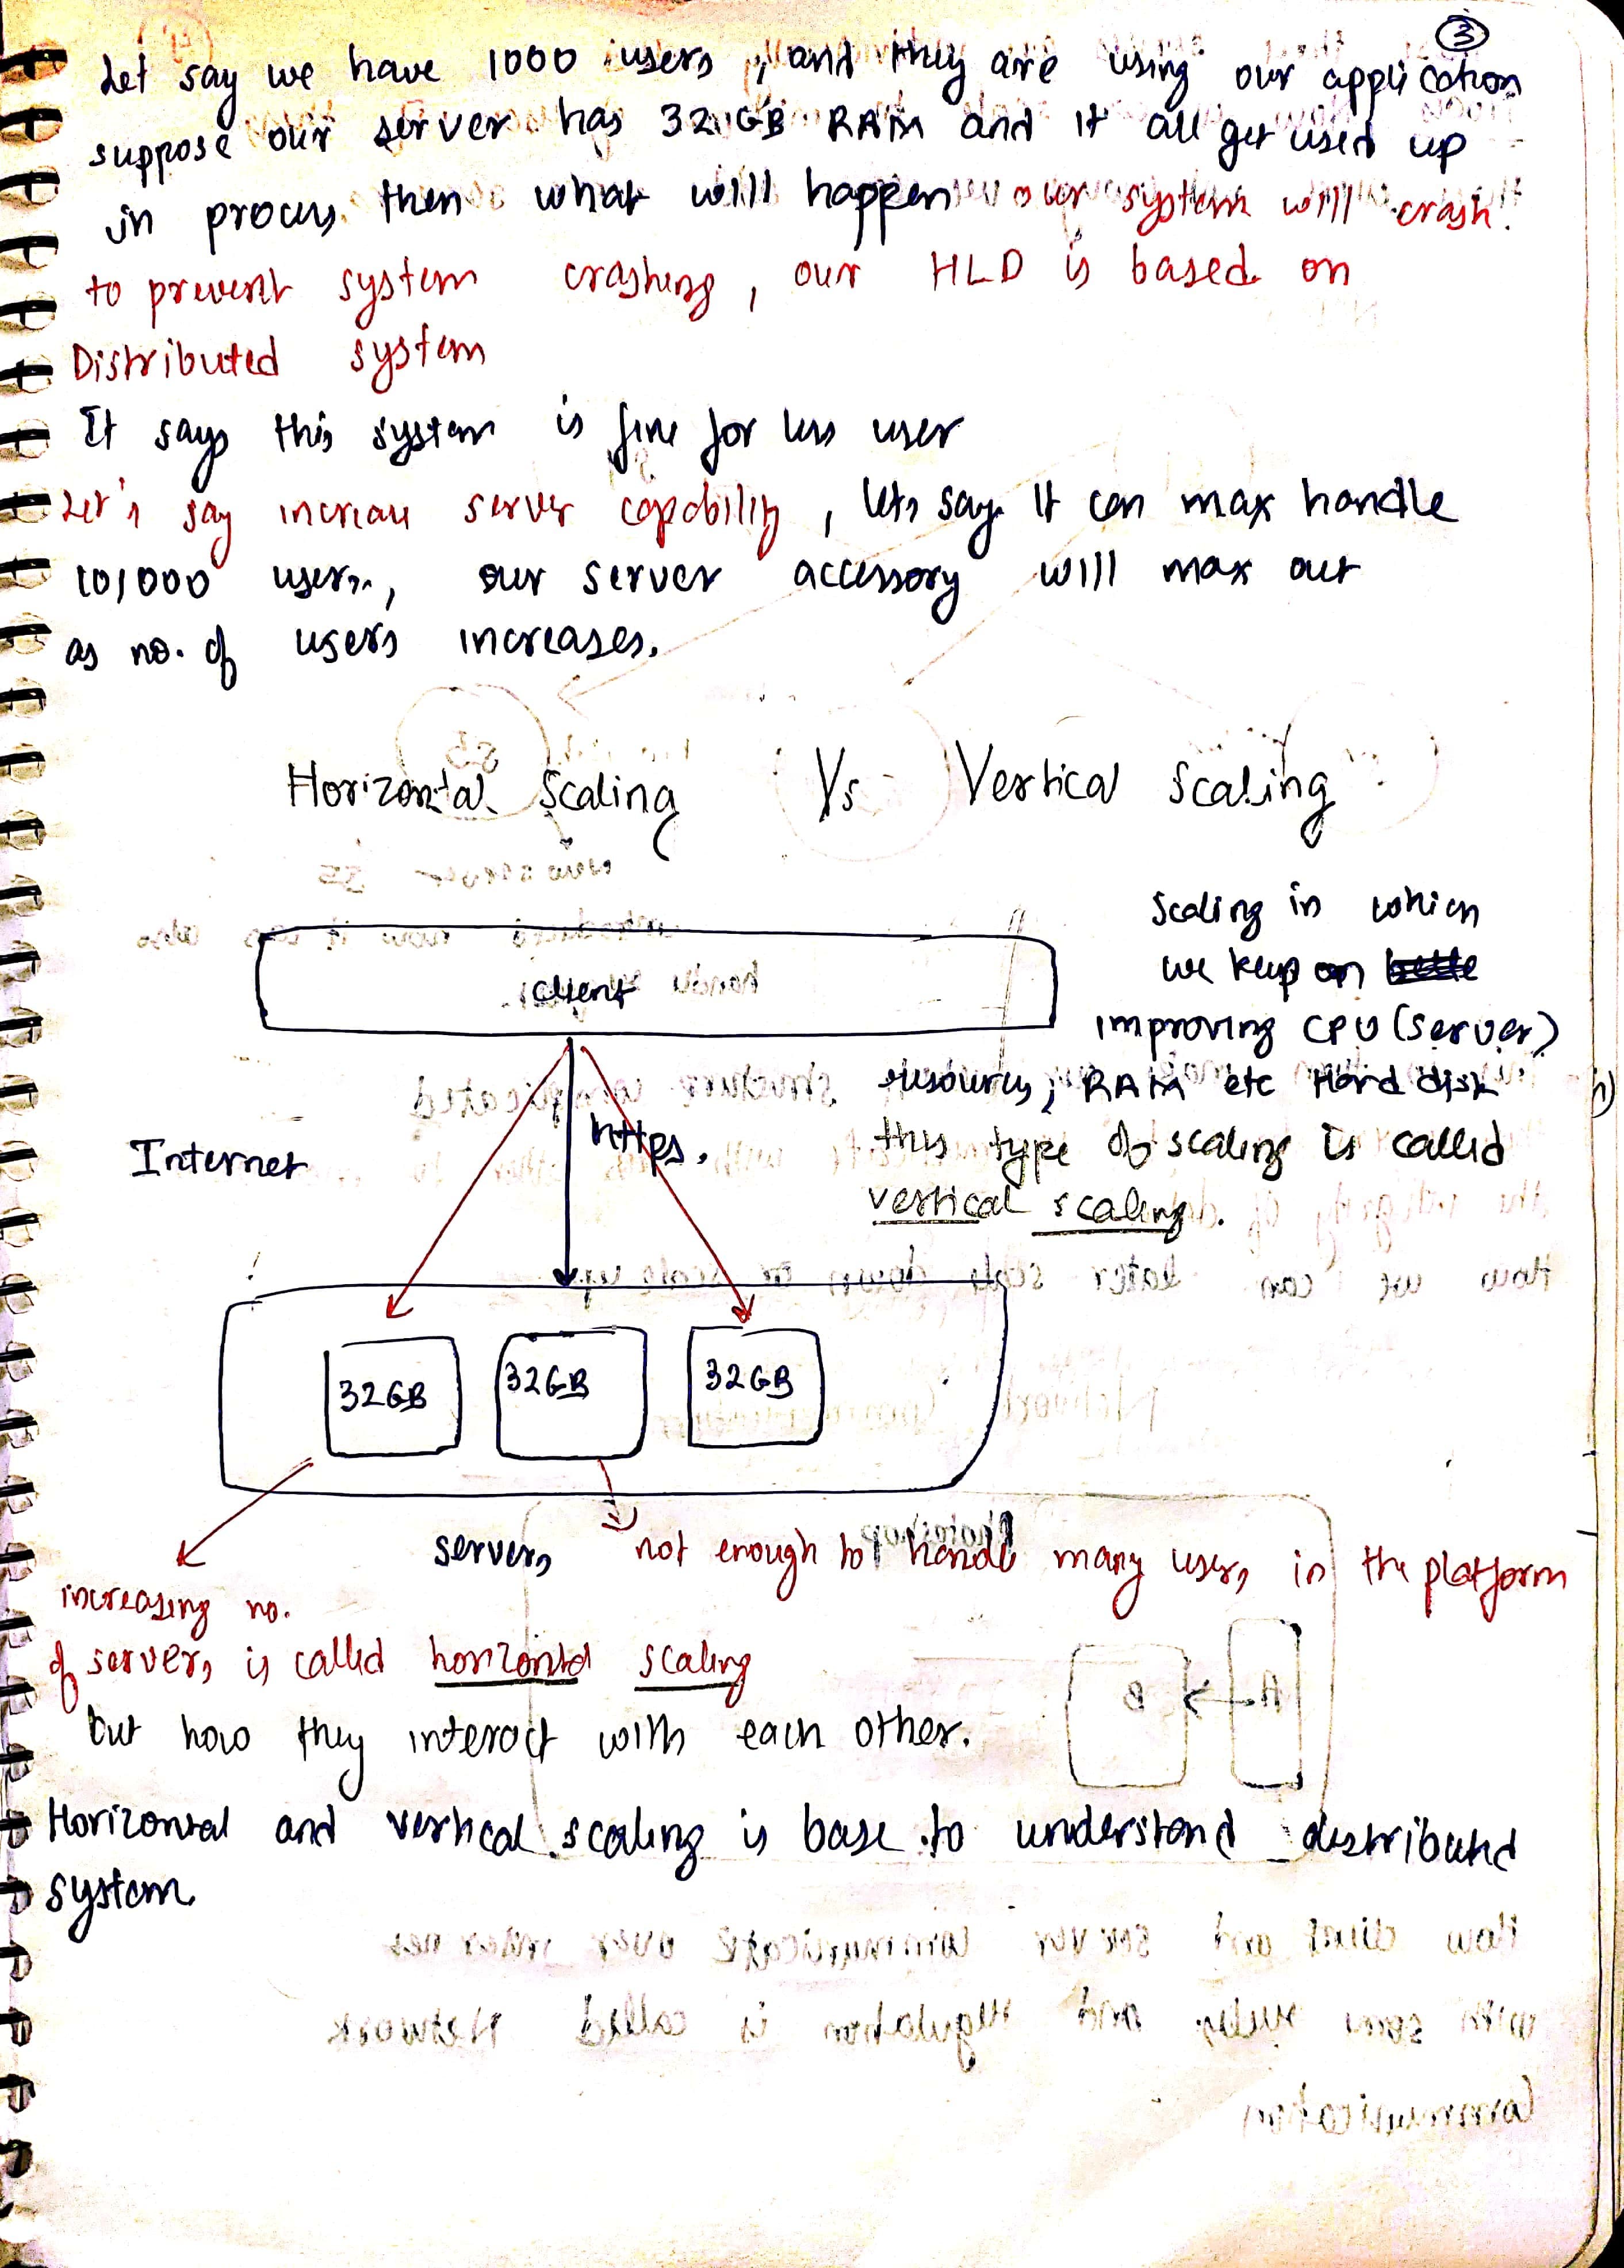 3
Let say we have 1000 users, and they are using our application
suppose our server has 32 GB RAM and it all get used up
in process, then what will happen our system will crash.
to prevent system crashing, our HLD is based on
Distributed system
It says this system is fine for less user
Let's say increase server capability, lets say it can max handle
10,000 users, our server accessory will max out
as no. of users increases.
Horizontal Scaling Vs Vertical Scaling
Scaling in which
we keep on
improving CPU (server)
resources, RAM etc Hard disk
this type of scaling is called
vertical scaling.
client
https.
Internet
32GB 32GB 32GB
servers
not enough to handle many users in the platform
increasing no.
of servers is called horizontal scaling
but how they interact with each other.
Horizontal and vertical scaling is base to understand distributed
system